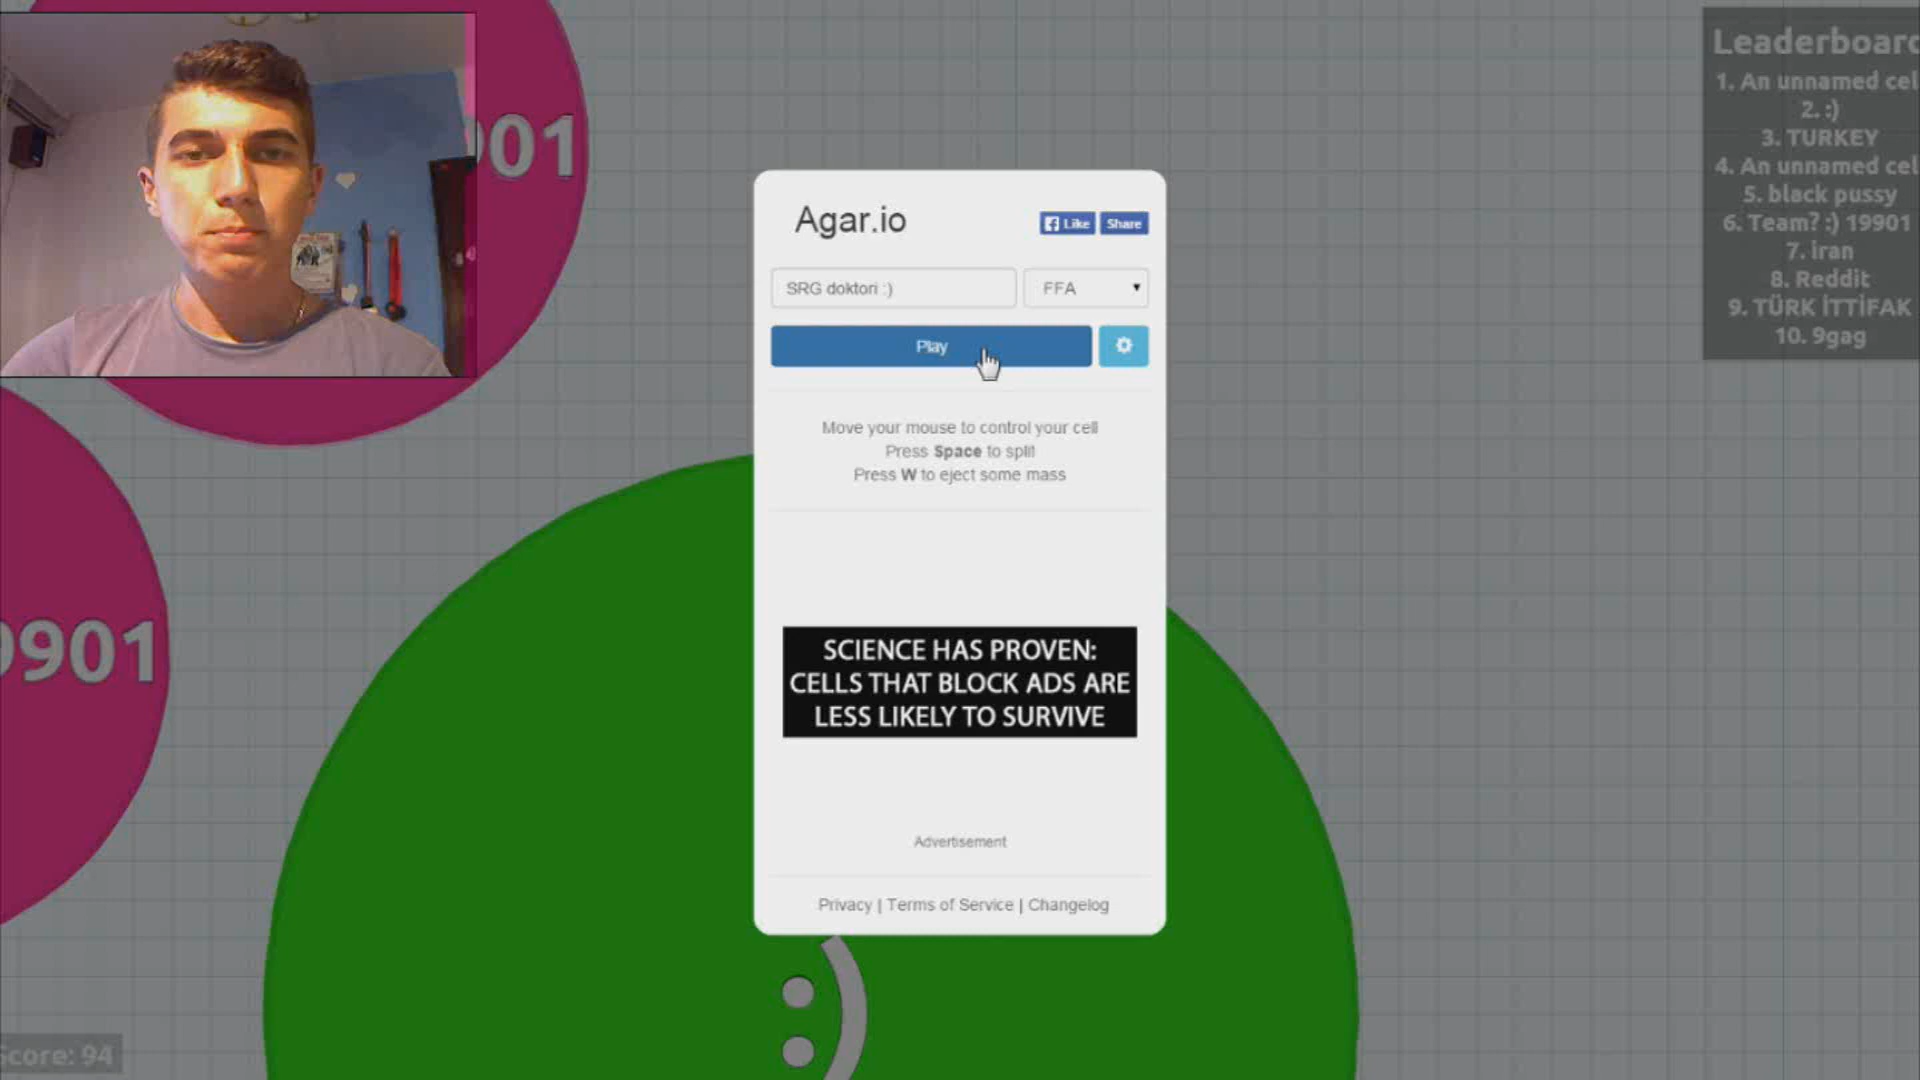 901
Leaderboard
1. An unnamed cel
2. :)
3. TURKEY
4. An unnamed cel
5. black pussy
6. Team? :) 19901
7. iran
8. Reddit
9. TÜRK İTTİFAK
10. 9gag
Agar.io
Like
Share
SRG doktori :)
FFA
Play
Move your mouse to control your cell
Press Space to split
Press W to eject some mass
9901
SCIENCE HAS PROVEN:
CELLS THAT BLOCK ADS ARE
LESS LIKELY TO SURVIVE
Advertisement
Privacy | Terms of Service | Changelog
:)
Score: 94